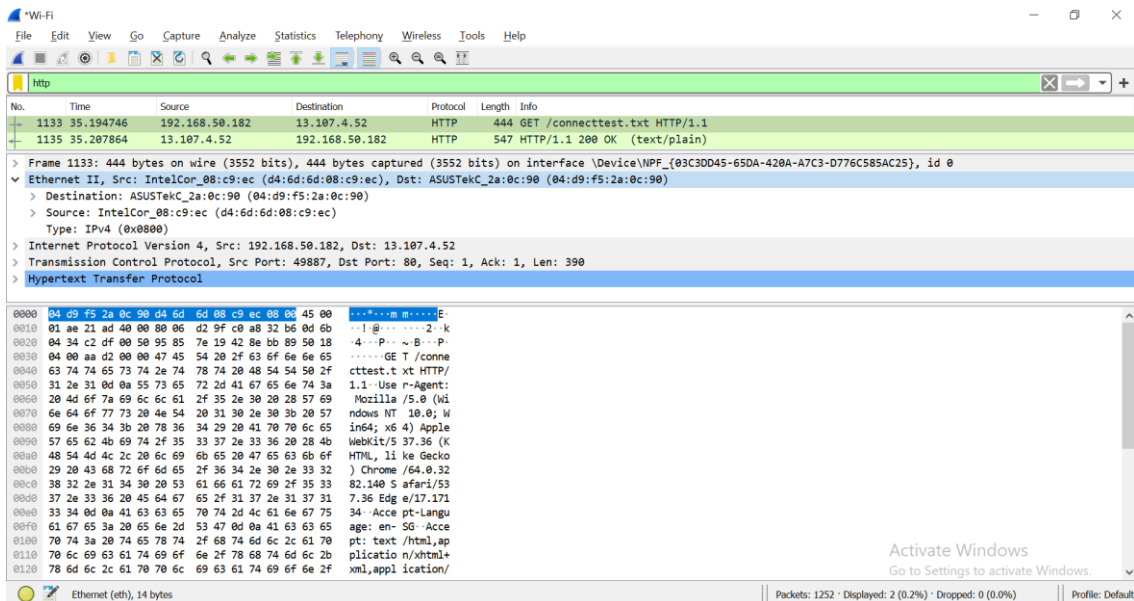 *Wi-Fi
File Edit View Go Capture Analyze Statistics Telephony Wireless Tools Help
http
No. Time Source Destination Protocol Length Info
1133 35.194746 192.168.50.182 13.107.4.52 HTTP 444 GET /connecttest.txt HTTP/1.1
1135 35.207864 13.107.4.52 192.168.50.182 HTTP 547 HTTP/1.1 200 OK (text/plain)
Frame 1133: 444 bytes on wire (3552 bits), 444 bytes captured (3552 bits) on interface \Device\NPF_{03C3DD45-65DA-420A-A7C3-D776C585AC25}, id 0
Ethernet II, Src: IntelCor_08:c9:ec (d4:6d:6d:08:c9:ec), Dst: ASUSTekC_2a:0c:90 (04:d9:f5:2a:0c:90)
Destination: ASUSTekC_2a:0c:90 (04:d9:f5:2a:0c:90)
Source: IntelCor_08:c9:ec (d4:6d:6d:08:c9:ec)
Type: IPv4 (0x0800)
Internet Protocol Version 4, Src: 192.168.50.182, Dst: 13.107.4.52
Transmission Control Protocol, Src Port: 49887, Dst Port: 80, Seq: 1, Ack: 1, Len: 390
Hypertext Transfer Protocol
0000 04 d9 f5 2a 0c 90 d4 6d 6d 08 c9 ec 08 00 45 00 ···*···m m·····E·
0010 01 ae 21 ad 40 00 80 06 d2 9f c0 a8 32 b6 0d 6b ··!·@··· ····2··k
0020 04 34 c2 df 00 50 95 85 7e 19 42 8e bb 89 50 18 ·4···P·· ~·B···P·
0030 04 00 aa d2 00 00 47 45 54 20 2f 63 6f 6e 6e 65 ······GE T /conne
0040 63 74 74 65 73 74 2e 74 78 74 20 48 54 54 50 2f cttest.t xt HTTP/
0050 31 2e 31 0d 0a 55 73 65 72 2d 41 67 65 6e 74 3a 1.1··Use r-Agent:
0060 20 4d 6f 7a 69 6c 6c 61 2f 35 2e 30 20 28 57 69 Mozilla /5.0 (Wi
0070 6e 64 6f 77 73 20 4e 54 20 31 30 2e 30 3b 20 57 ndows NT 10.0; W
0080 69 6e 36 34 3b 20 78 36 34 29 20 41 70 70 6c 65 in64; x6 4) Apple
0090 57 65 62 4b 69 74 2f 35 33 37 2e 33 36 20 28 4b WebKit/5 37.36 (K
00a0 48 54 4d 4c 2c 20 6c 69 6b 65 20 47 65 63 6b 6f HTML, li ke Gecko
00b0 29 20 43 68 72 6f 6d 65 2f 36 34 2e 30 2e 33 32 ) Chrome /64.0.32
00c0 38 32 2e 31 34 30 20 53 61 66 61 72 69 2f 35 33 82.140 S afari/53
00d0 37 2e 33 36 20 45 64 67 65 2f 31 37 2e 31 37 31 7.36 Edg e/17.171
00e0 33 34 0d 0a 41 63 63 65 70 74 2d 4c 61 6e 67 75 34··Acce pt-Langu
00f0 61 67 65 3a 20 65 6e 2d 53 47 0d 0a 41 63 63 65 age: en- SG··Acce
0100 70 74 3a 20 74 65 78 74 2f 68 74 6d 6c 2c 61 70 pt: text /html,ap
0110 70 6c 69 63 61 74 69 6f 6e 2f 78 68 74 6d 6c 2b plicatio n/xhtml+
0120 78 6d 6c 2c 61 70 70 6c 69 63 61 74 69 6f 6e 2f xml,appl ication/
Activate Windows
Go to Settings to activate Windows.
Ethernet (eth), 14 bytes Packets: 1252 · Displayed: 2 (0.2%) · Dropped: 0 (0.0%) Profile: Default